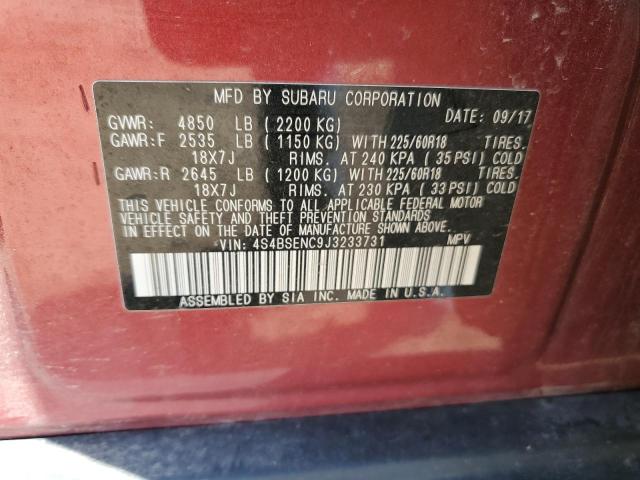 MFD BY SUBARU CORPORATION DATE: 09/17
GVWR: 4850 LB (2200 KG)
GAWR:F 2535 LB (1150 KG) WITH 225/60R18 TIRES.
18X7J RIMS. AT 240 KPA (35 PSI) COLD
GAWR:R 2645 LB (1200 KG) WITH 225/60R18 TIRES.
18X7J RIMS. AT 230 KPA (33 PSI) COLD
THIS VEHICLE CONFORMS TO ALL APPLICABLE FEDERAL MOTOR
VEHICLE SAFETY AND THEFT PREVENTION STANDARDS
IN EFFECT ON THE DATE OF MANUFACTURE SHOWN ABOVE.
VIN: 4S4BSENC9J3233731 MPV
ASSEMBLED BY SIA INC. MADE IN U.S.A.